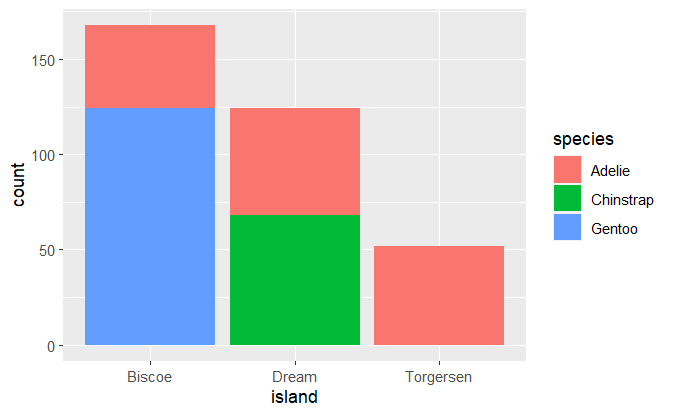 150
100
50
0
count
Biscoe Dream Torgersen
island
species
Adelie
Chinstrap
Gentoo